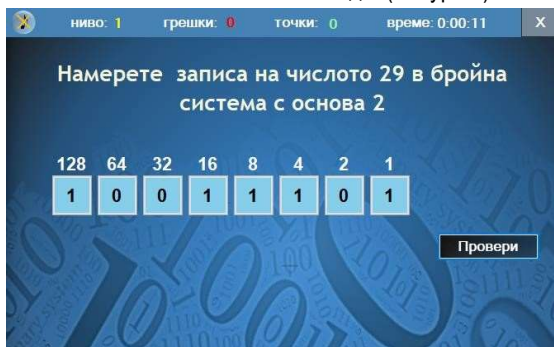 ниво: 1 грешки: 0 точки: 0 време: 0:00:11 X
Намерете записа на числото 29 в бройна
система с основа 2
128 64 32 16 8 4 2 1
1 0 0 1 1 1 0 1
Провери